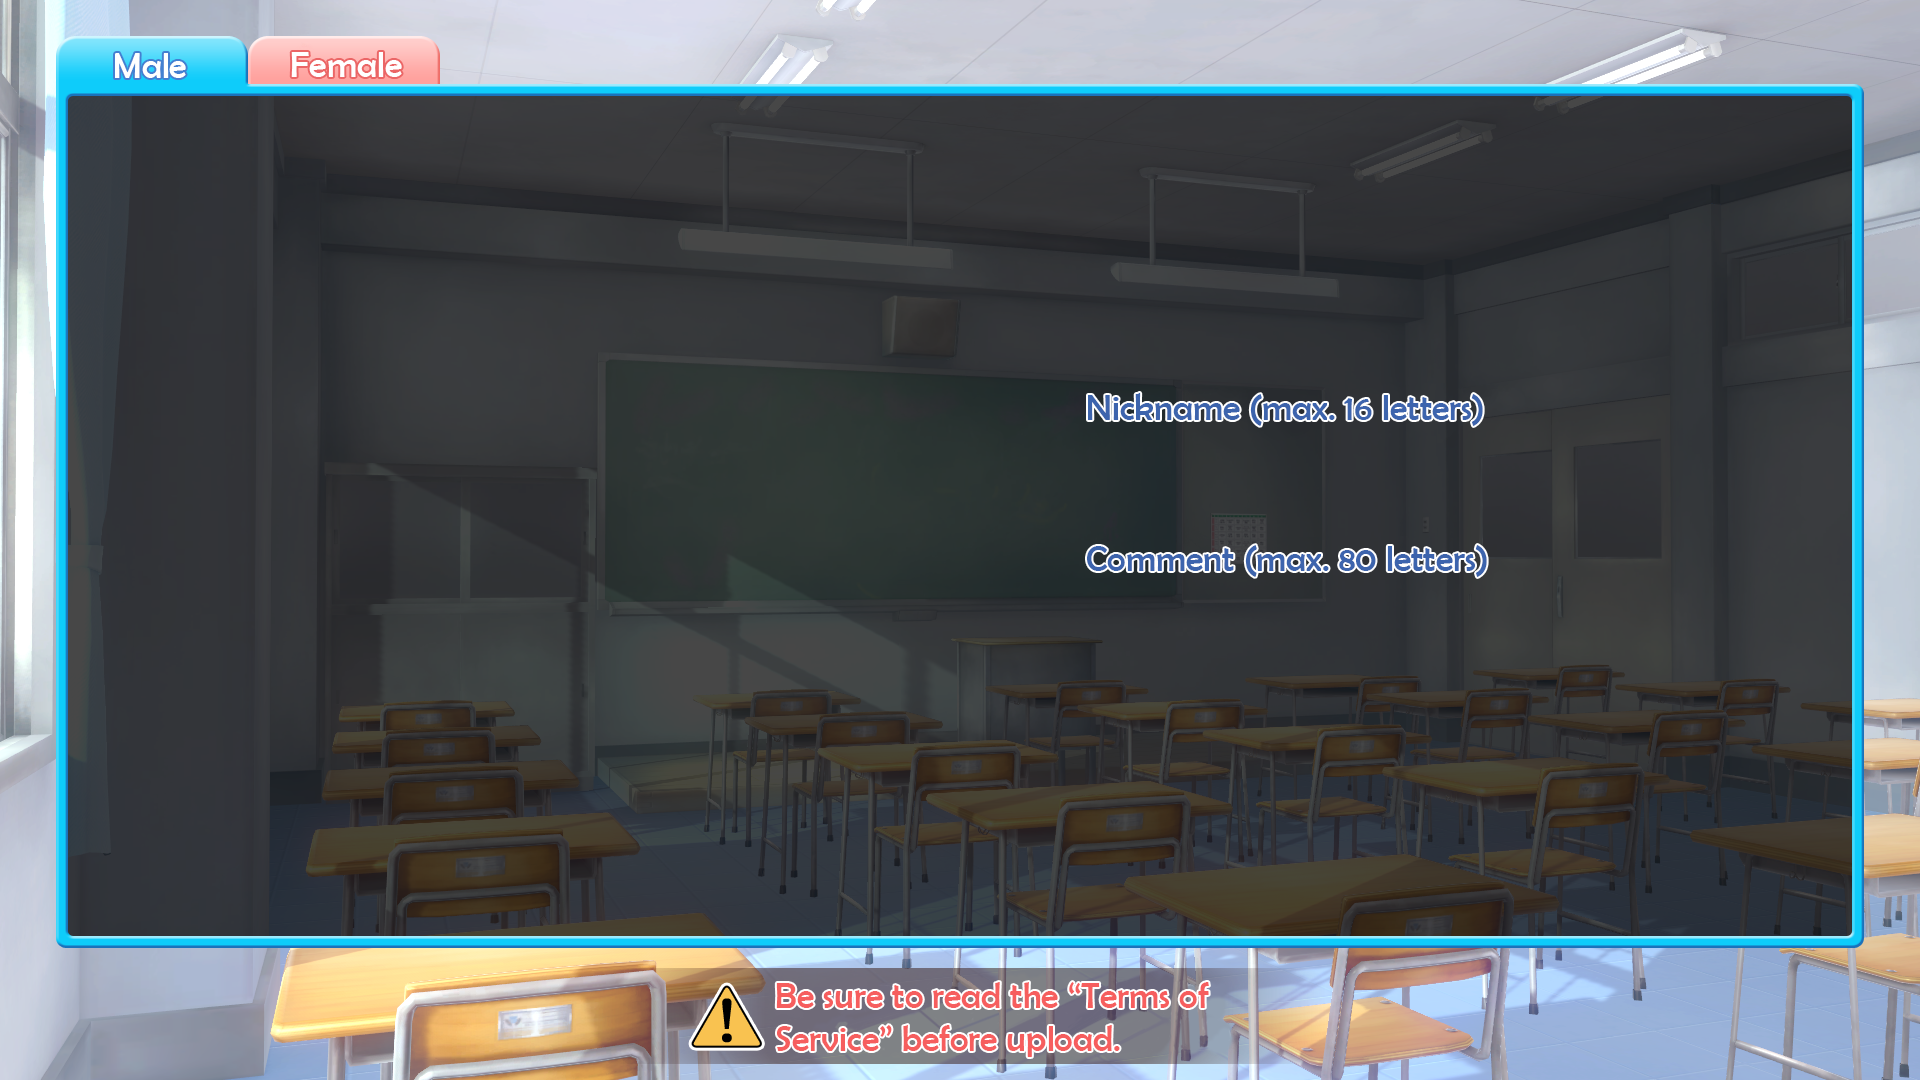 Male
Female
Nickname (max. 16 letters)
Comment (max. 80 letters)
Be sure to read the “Terms of
Service” before upload.